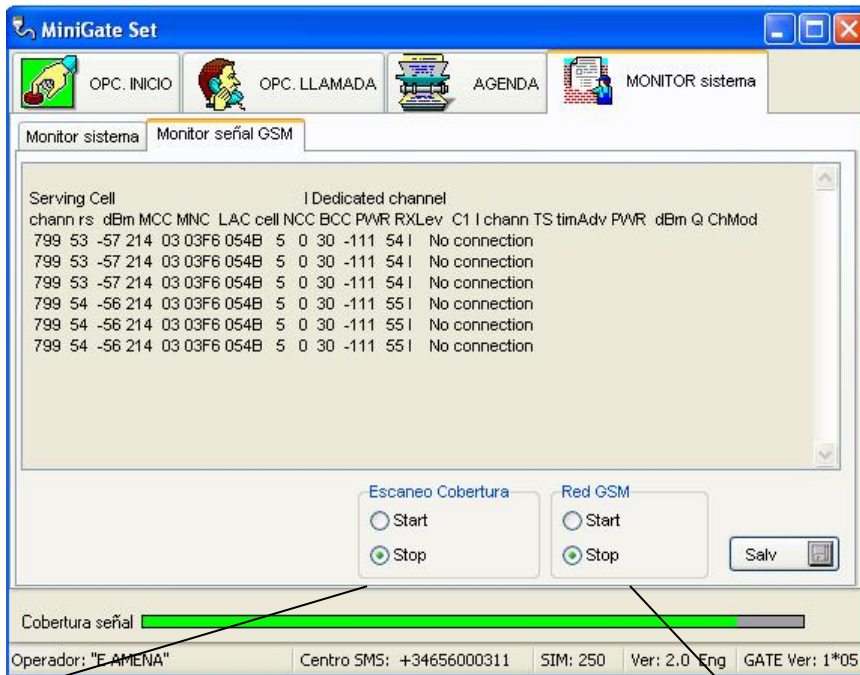 MiniGate Set
OPC. INICIO OPC. LLAMADA AGENDA MONITOR sistema
Monitor sistema Monitor señal GSM
Serving Cell I Dedicated channel
chann rs dBm MCC MNC LAC cell NCC BCC PWR RXLev C1 I chann TS timAdv PWR dBm Q ChMod
799 53 -57 214 03 03F6 054B 5 0 30 -111 54 I No connection
799 53 -57 214 03 03F6 054B 5 0 30 -111 54 I No connection
799 53 -57 214 03 03F6 054B 5 0 30 -111 54 I No connection
799 54 -56 214 03 03F6 054B 5 0 30 -111 55 I No connection
799 54 -56 214 03 03F6 054B 5 0 30 -111 55 I No connection
799 54 -56 214 03 03F6 054B 5 0 30 -111 55 I No connection
Escaneo Cobertura Red GSM
Start Start
Stop Stop Salv
Cobertura señal
Operador: "E AMENA" Centro SMS: +34656000311 SIM: 250 Ver: 2.0 Eng GATE Ver: 1*05